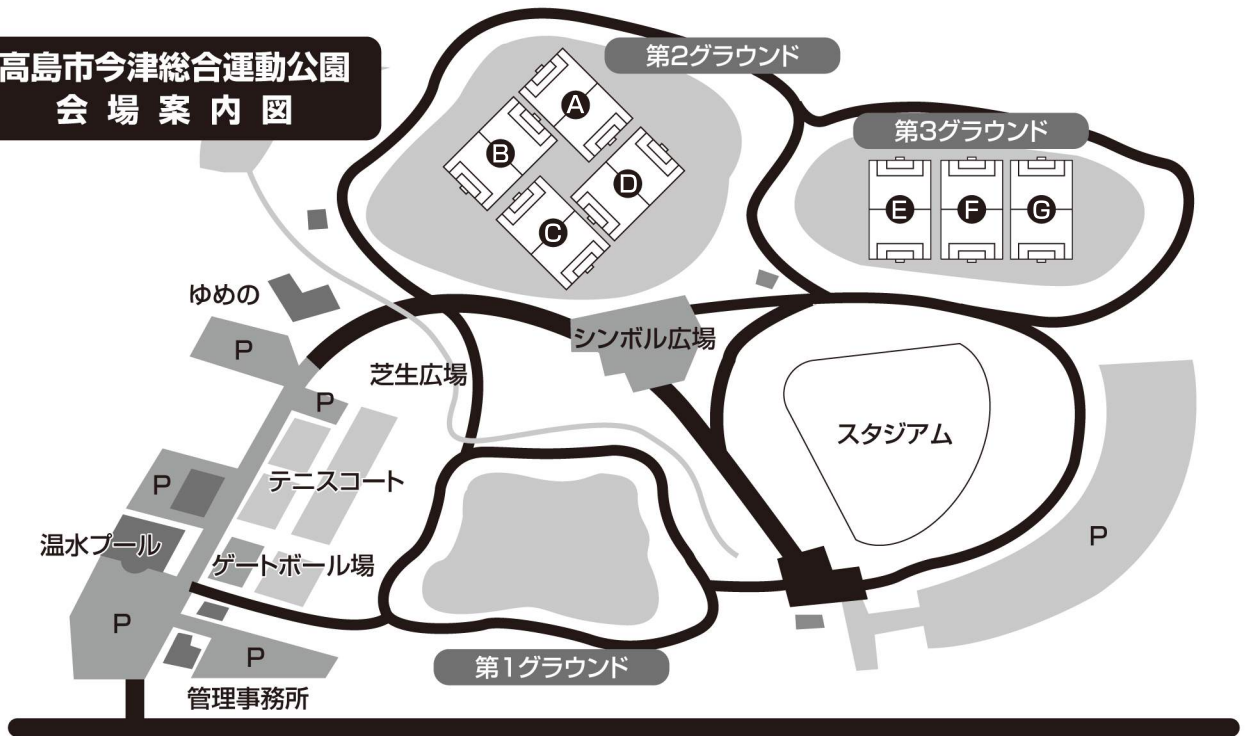 高島市今津総合運動公園
会場案内図
第2グラウンド
A
B
D
C
第3グラウンド
E
F
G
ゆめの
P
シンボル広場
芝生広場
P
スタジアム
テニスコート
P
温水プール
ゲートボール場
P
P
P
第1グラウンド
管理事務所